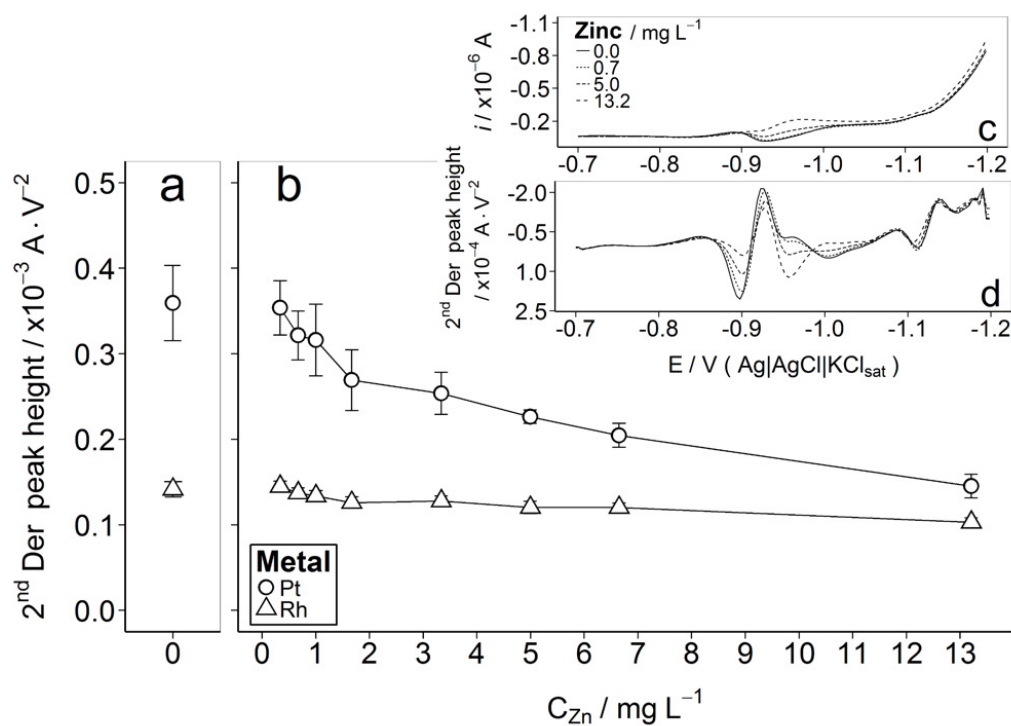 -1.1
-0.8
-0.5
-0.2
i / x10⁻⁶ A
Zinc / mg L⁻¹
0.0
0.7
5.0
13.2
c
-0.7 -0.8 -0.9 -1.0 -1.1 -1.2
-2.0
-0.5
1.0
2.5
2ⁿᵈ Der peak height
/ x10⁻⁴ A·V⁻²
d
-0.7 -0.8 -0.9 -1.0 -1.1 -1.2
E / V ( Ag|AgCl||KClsat )
a
b
2ⁿᵈ Der peak height / x10⁻³ A·V⁻²
0.5
0.4
0.3
0.2
0.1
0.0
Metal
Pt
Rh
0
0 1 2 3 4 5 6 7 8 9 10 11 12 13
CZn / mg L⁻¹